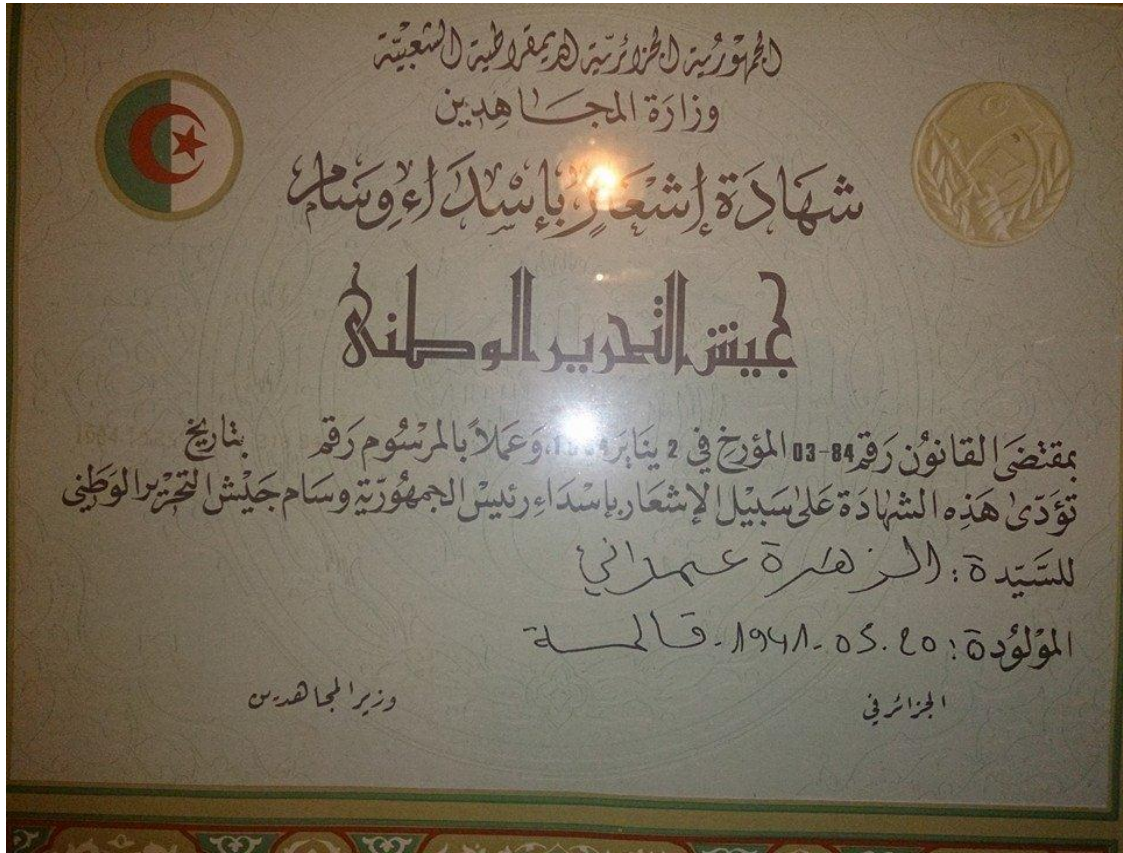 الجمهورية الجزائرية الديمقراطية الشعبية
وزارة المجاهدين
شهادة إشعار بإسداء وسام
جيش التحرير الوطني
بمقتضى القانون رقم 84-03 المؤرخ في 2 يناير وعملاً بالمرسوم رقم بتاريخ
تؤدى هذه الشهادة على سبيل الإشعار بإسداء رئيس الجمهورية وسام جيش التحرير الوطني
للسيدة: الزهرة عمراني
المولودة: 20-05-1941- قالمة
الجزائر في
وزير المجاهدين